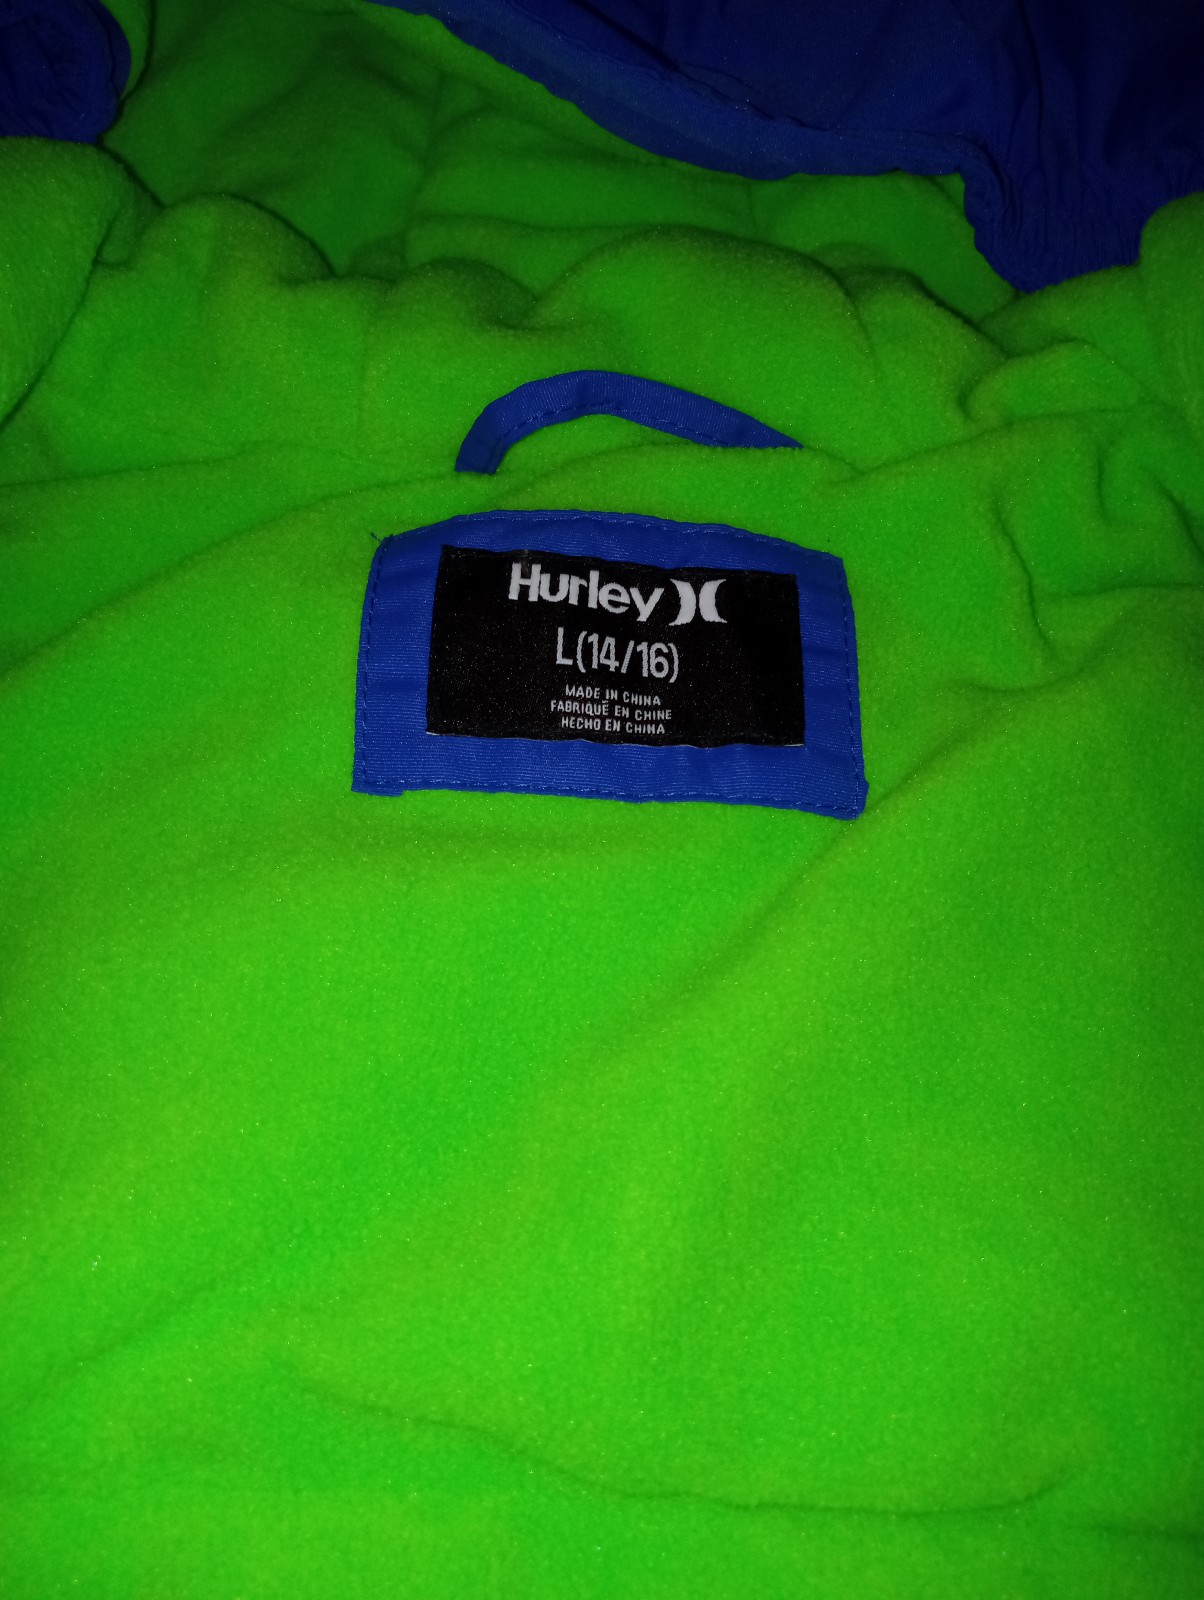 Hurley
L(14/16)
MADE IN CHINA
FABRIQUÉ EN CHINE
HECHO EN CHINA